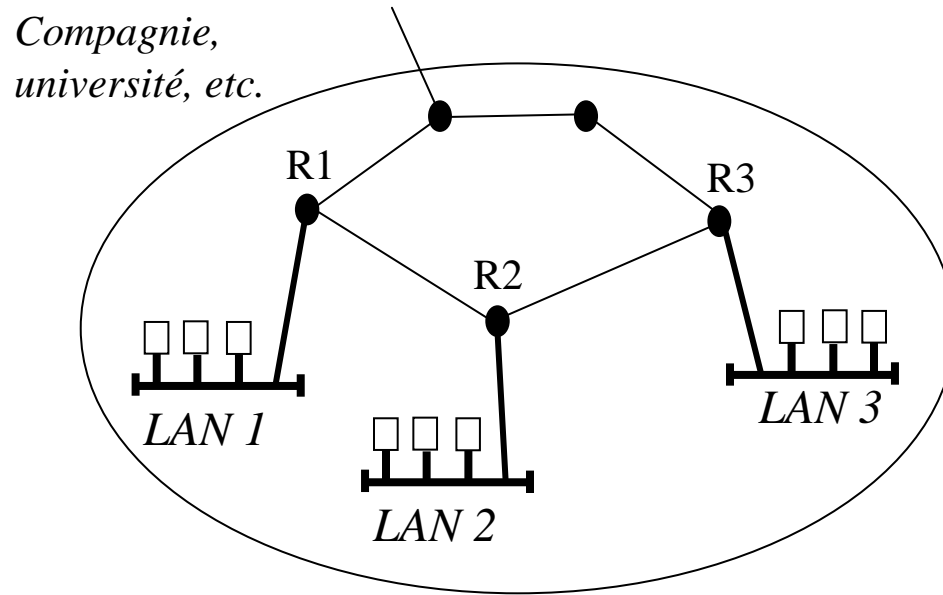 Compagnie,
université, etc.
R1
R3
R2
LAN 1
LAN 3
LAN 2